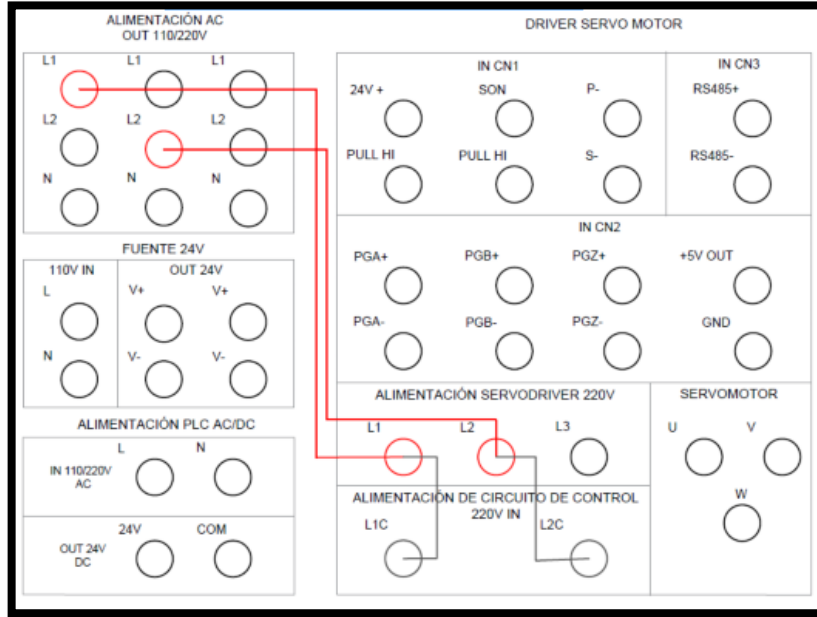 ALIMENTACIÓN AC
OUT 110/220V
L1 L1 L1
L2 L2 L2
N N N
FUENTE 24V
110V IN OUT 24V
L V+ V+
N V- V-
ALIMENTACIÓN PLC AC/DC
L N
IN 110/220V
AC
24V COM
OUT 24V
DC
DRIVER SERVO MOTOR
IN CN1
24V + SON P-
PULL HI PULL HI S-
IN CN3
RS485+
RS485-
IN CN2
PGA+ PGB+ PGZ+ +5V OUT
PGA- PGB- PGZ- GND
ALIMENTACIÓN SERVODRIVER 220V
L1 L2 L3
ALIMENTACIÓN DE CIRCUITO DE CONTROL
220V IN
L1C L2C
SERVOMOTOR
U V
W